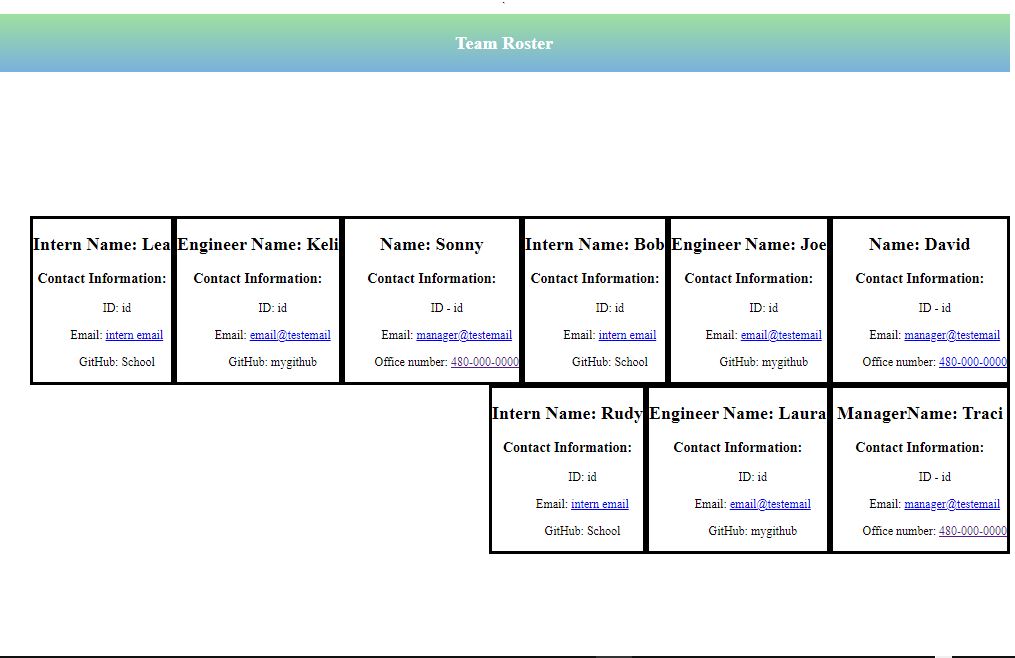 Team Roster
Intern Name: Lea
Contact Information:
ID: id
Email: intern email
GitHub: School
Engineer Name: Keli
Contact Information:
ID: id
Email: email@testemail
GitHub: mygithub
Name: Sonny
Contact Information:
ID - id
Email: manager@testemail
Office number: 480-000-0000
Intern Name: Bob
Contact Information:
ID: id
Email: intern email
GitHub: School
Engineer Name: Joe
Contact Information:
ID: id
Email: email@testemail
GitHub: mygithub
Name: David
Contact Information:
ID - id
Email: manager@testemail
Office number: 480-000-0000
Intern Name: Rudy
Contact Information:
ID: id
Email: intern email
GitHub: School
Engineer Name: Laura
Contact Information:
ID: id
Email: email@testemail
GitHub: mygithub
ManagerName: Traci
Contact Information:
ID - id
Email: manager@testemail
Office number: 480-000-0000